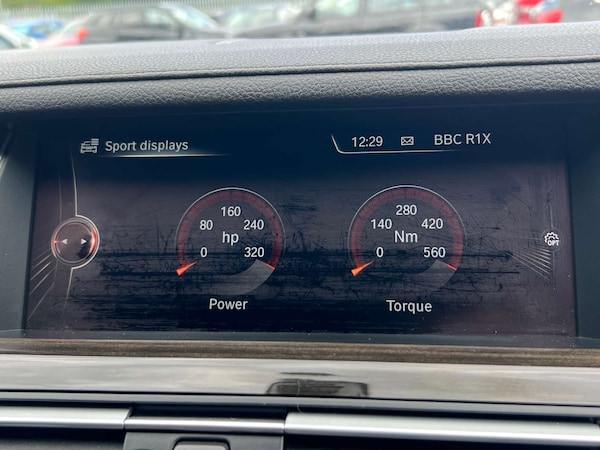 Sport displays
12:29
BBC R1X
160
80
240
hp
0
320
Power
280
140
420
Nm
0
560
Torque
OPT